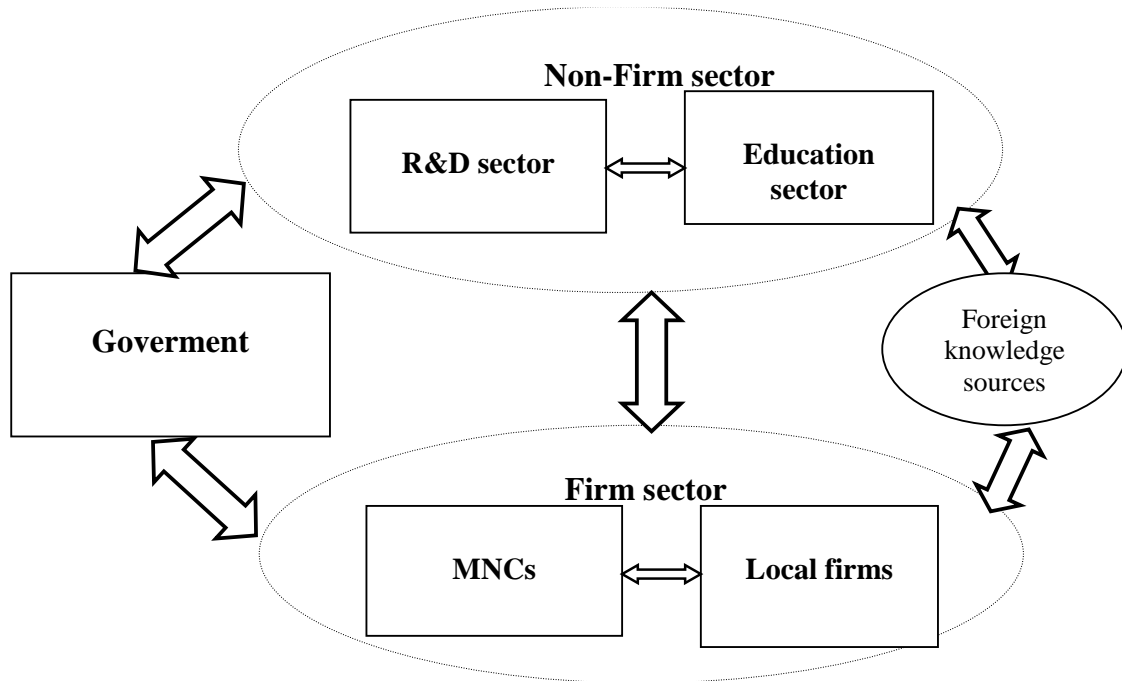 Non-Firm sector
R&D sector
Education
sector
Goverment
Foreign
knowledge
sources
Firm sector
MNCs
Local firms